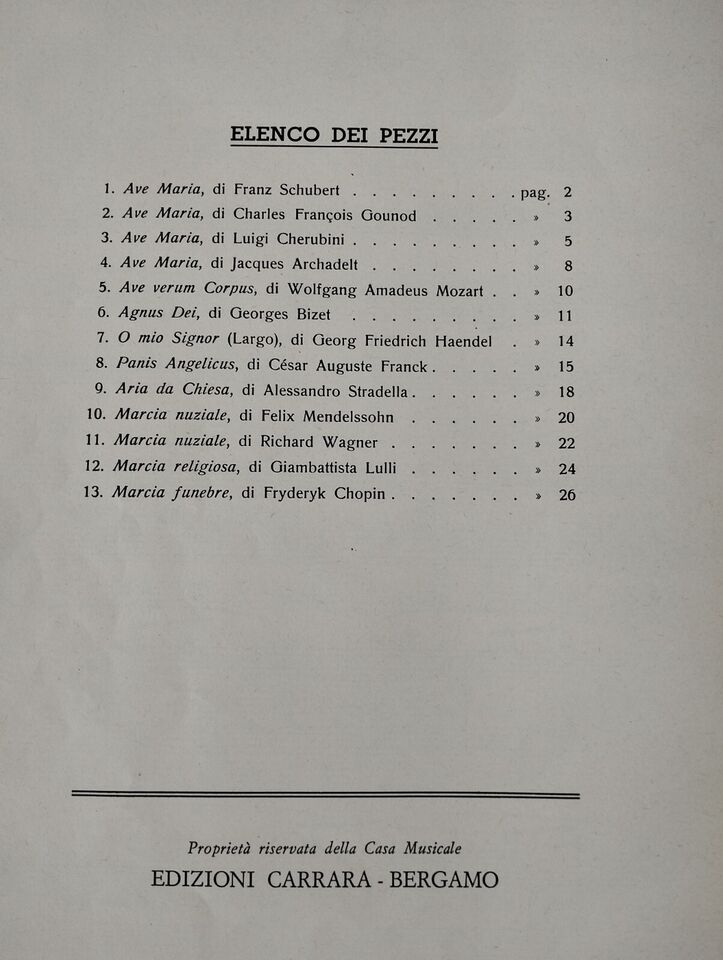 ELENCO DEI PEZZI
1. Ave Maria, di Franz Schubert . . . . . . . . . pag. 2
2. Ave Maria, di Charles François Gounod . . . . . » 3
3. Ave Maria, di Luigi Cherubini . . . . . . . . . » 5
4. Ave Maria, di Jacques Archadelt . . . . . . . . » 8
5. Ave verum Corpus, di Wolfgang Amadeus Mozart . . » 10
6. Agnus Dei, di Georges Bizet . . . . . . . . . » 11
7. O mio Signor (Largo), di Georg Friedrich Haendel . » 14
8. Panis Angelicus, di César Auguste Franck . . . . . » 15
9. Aria da Chiesa, di Alessandro Stradella . . . . . . » 18
10. Marcia nuziale, di Felix Mendelssohn . . . . . . » 20
11. Marcia nuziale, di Richard Wagner . . . . . . . » 22
12. Marcia religiosa, di Giambattista Lulli . . . . . . » 24
13. Marcia funebre, di Fryderyk Chopin . . . . . . . » 26
Proprietà riservata della Casa Musicale
EDIZIONI CARRARA - BERGAMO